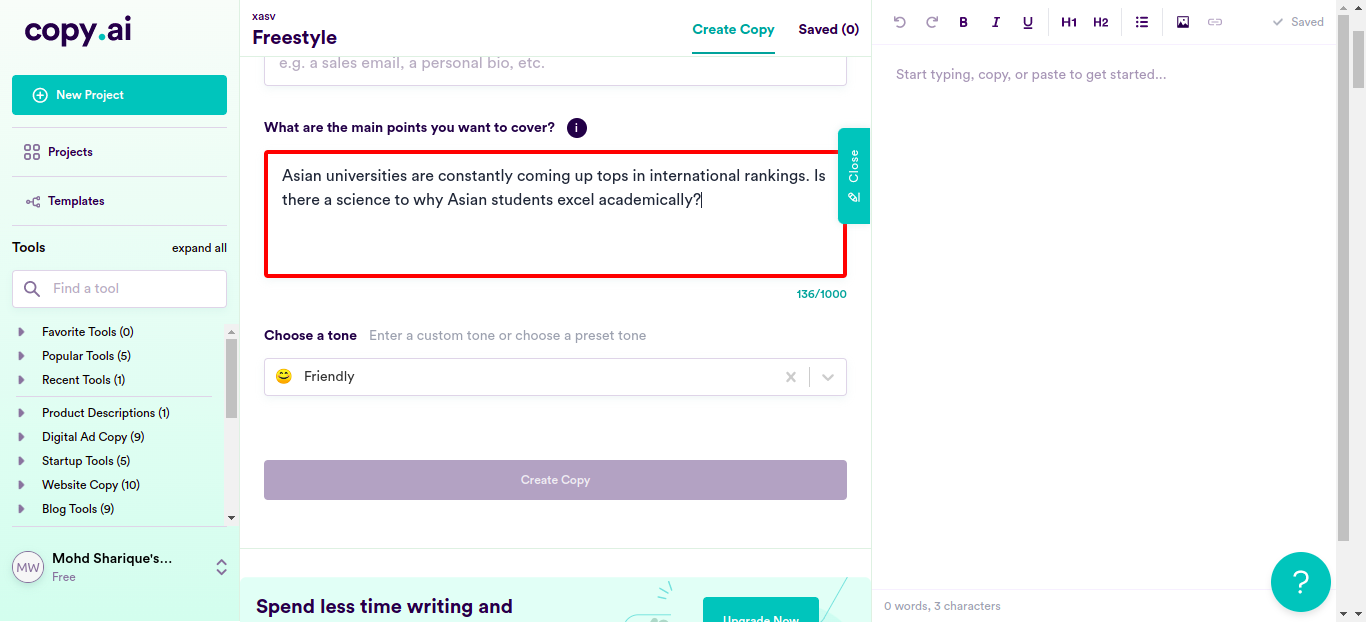 copy.ai
New Project
Projects
Templates
Tools expand all
Find a tool
Favorite Tools (0)
Popular Tools (5)
Recent Tools (1)
Product Descriptions (1)
Digital Ad Copy (9)
Startup Tools (5)
Website Copy (10)
Blog Tools (9)
MW
Mohd Sharique's...
Free
xasv
Freestyle
Create Copy Saved (0)
e.g. a sales email, a personal bio, etc.
What are the main points you want to cover? i
Asian universities are constantly coming up tops in international rankings. Is
there a science to why Asian students excel academically?
136/1000
Close
Choose a tone Enter a custom tone or choose a preset tone
Friendly
Create Copy
Spend less time writing and
Upgrade Now
B I U H1 H2 Saved
Start typing, copy, or paste to get started...
0 words, 3 characters
?